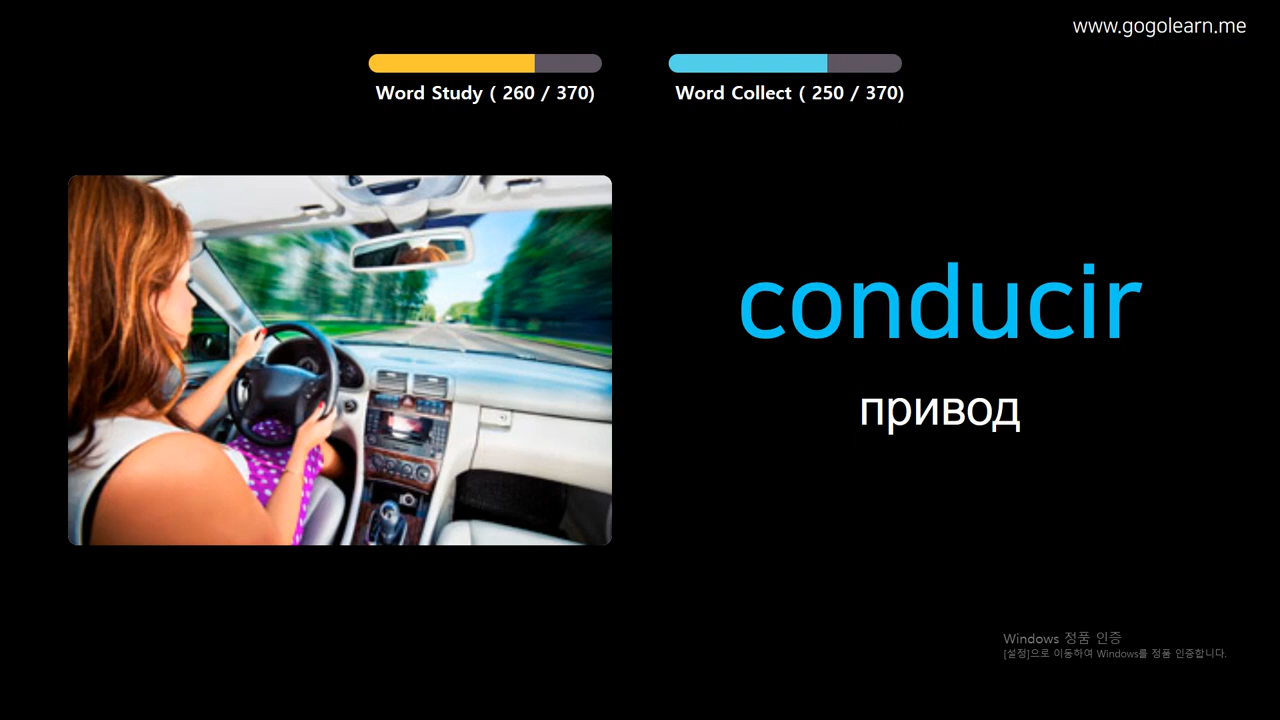 www.gogolearn.me
Word Study ( 260 / 370)
Word Collect ( 250 / 370)
conducir
привод
Windows 정품 인증
[설정]으로 이동하여 Windows를 정품 인증합니다.